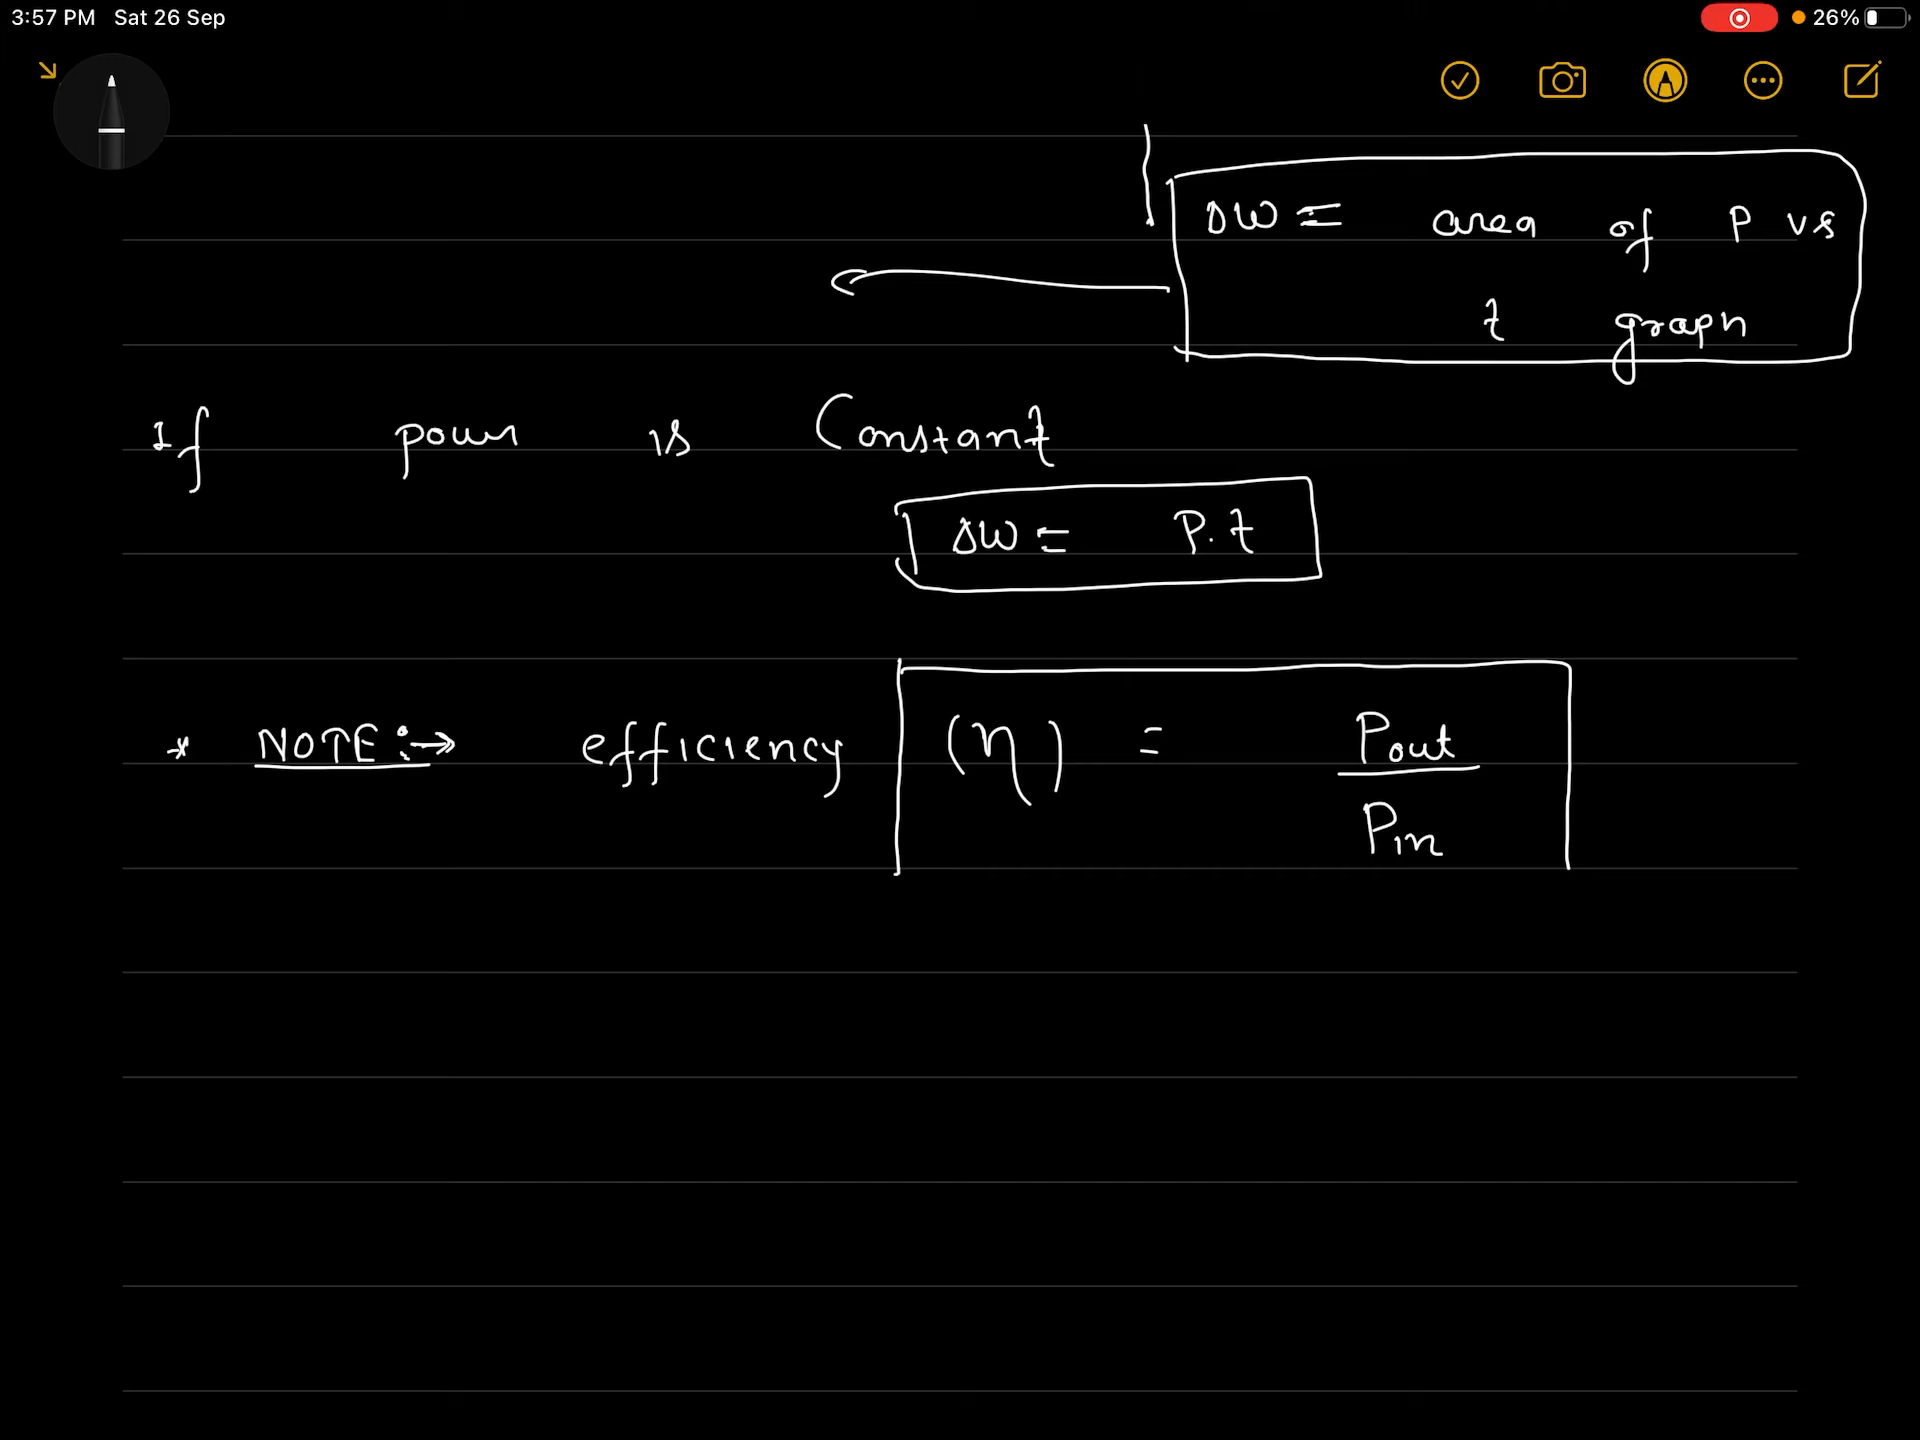 3:57 PM Sat 26 Sep
26%
ΔW = area of P vs
t graph
If power is Constant
ΔW = P.t
* NOTE:→ efficiency (η) = Pout
Pin